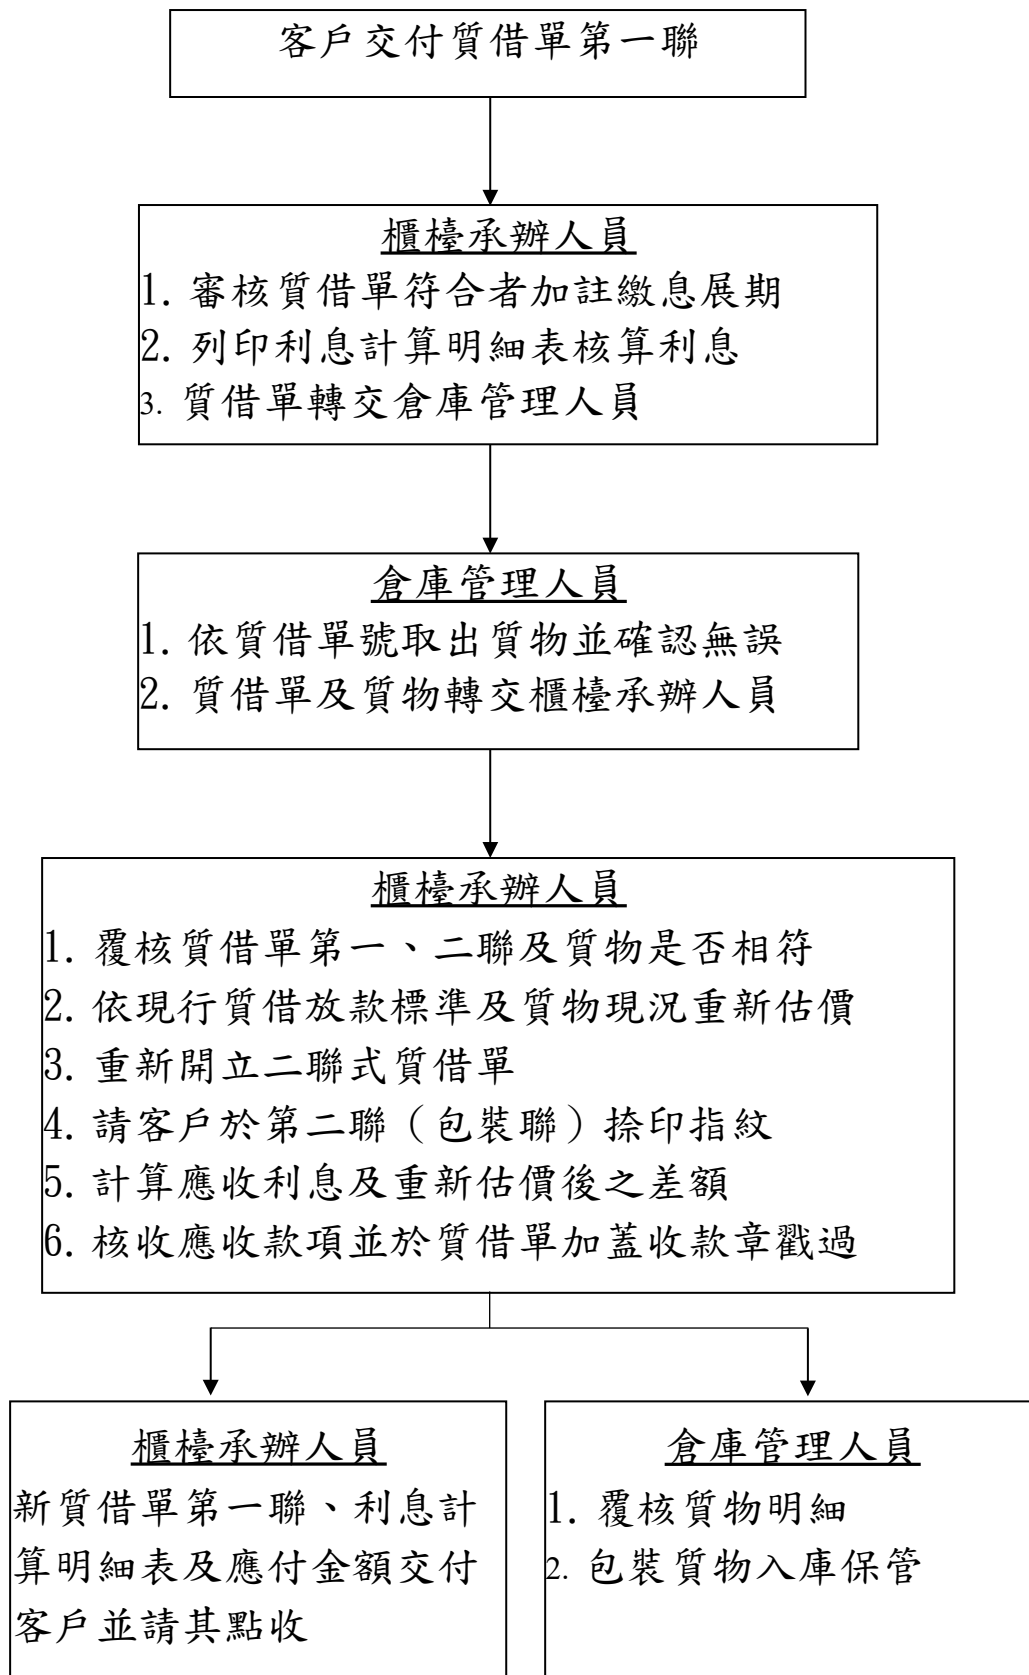 客戶交付質借單第一聯
櫃檯承辦人員
1. 審核質借單符合者加註繳息展期
2. 列印利息計算明細表核算利息
3. 質借單轉交倉庫管理人員
倉庫管理人員
1. 依質借單號取出質物並確認無誤
2. 質借單及質物轉交櫃檯承辦人員
櫃檯承辦人員
1. 覆核質借單第一、二聯及質物是否相符
2. 依現行質借放款標準及質物現況重新估價
3. 重新開立二聯式質借單
4. 請客戶於第二聯（包裝聯）捺印指紋
5. 計算應收利息及重新估價後之差額
6. 核收應收款項並於質借單加蓋收款章戳過
櫃檯承辦人員
新質借單第一聯、利息計
算明細表及應付金額交付
客戶並請其點收
倉庫管理人員
1. 覆核質物明細
2. 包裝質物入庫保管